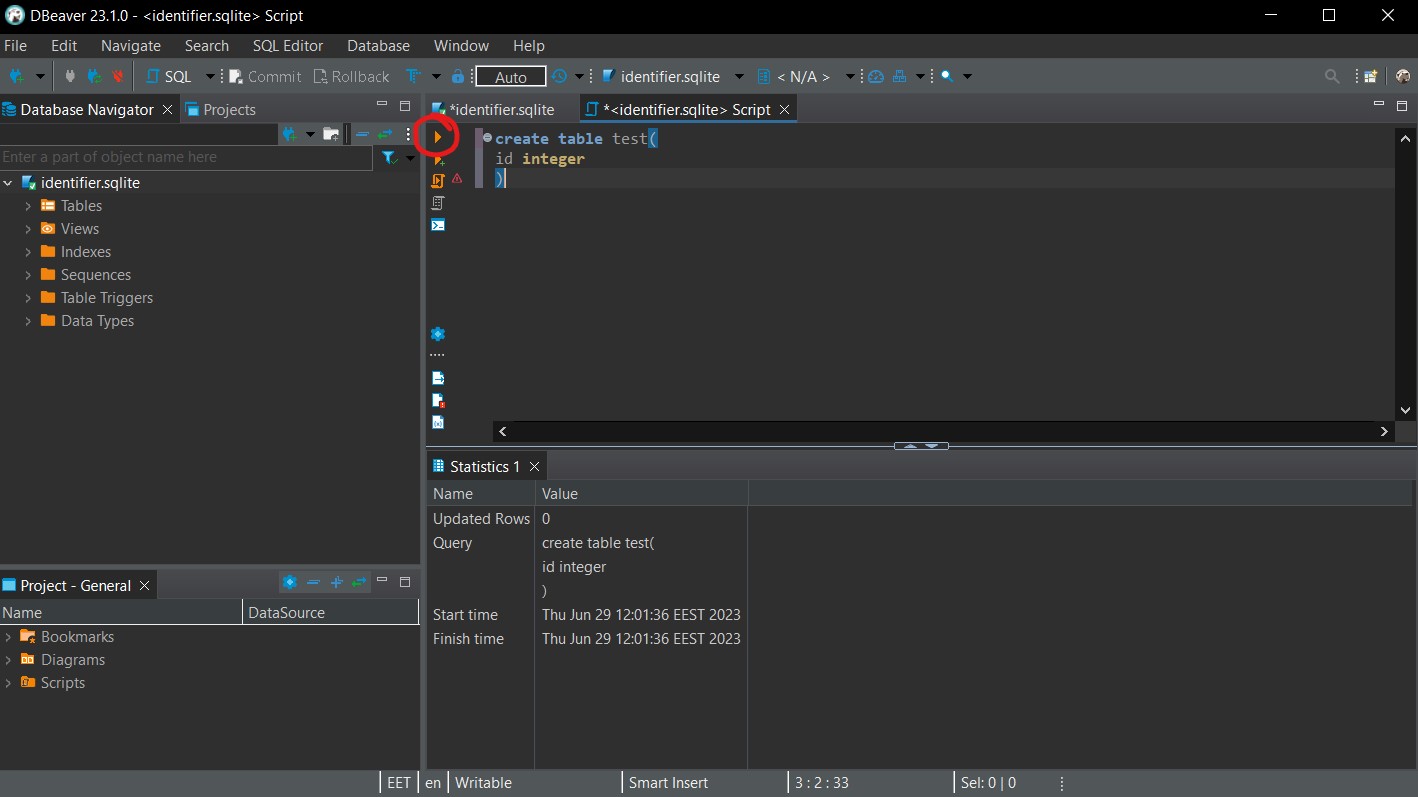 DBeaver 23.1.0 - <identifier.sqlite> Script
File Edit Navigate Search SQL Editor Database Window Help
SQL Commit Rollback Auto identifier.sqlite < N/A >
Database Navigator Projects
Enter a part of object name here
identifier.sqlite
Tables
Views
Indexes
Sequences
Table Triggers
Data Types
*identifier.sqlite *<identifier.sqlite> Script
create table test(
id integer
)
Statistics 1
Name Value
Updated Rows 0
Query create table test(
id integer
)
Start time Thu Jun 29 12:01:36 EEST 2023
Finish time Thu Jun 29 12:01:36 EEST 2023
Project - General
Name DataSource
Bookmarks
Diagrams
Scripts
EET en Writable Smart Insert 3 : 2 : 33 Sel: 0 | 0